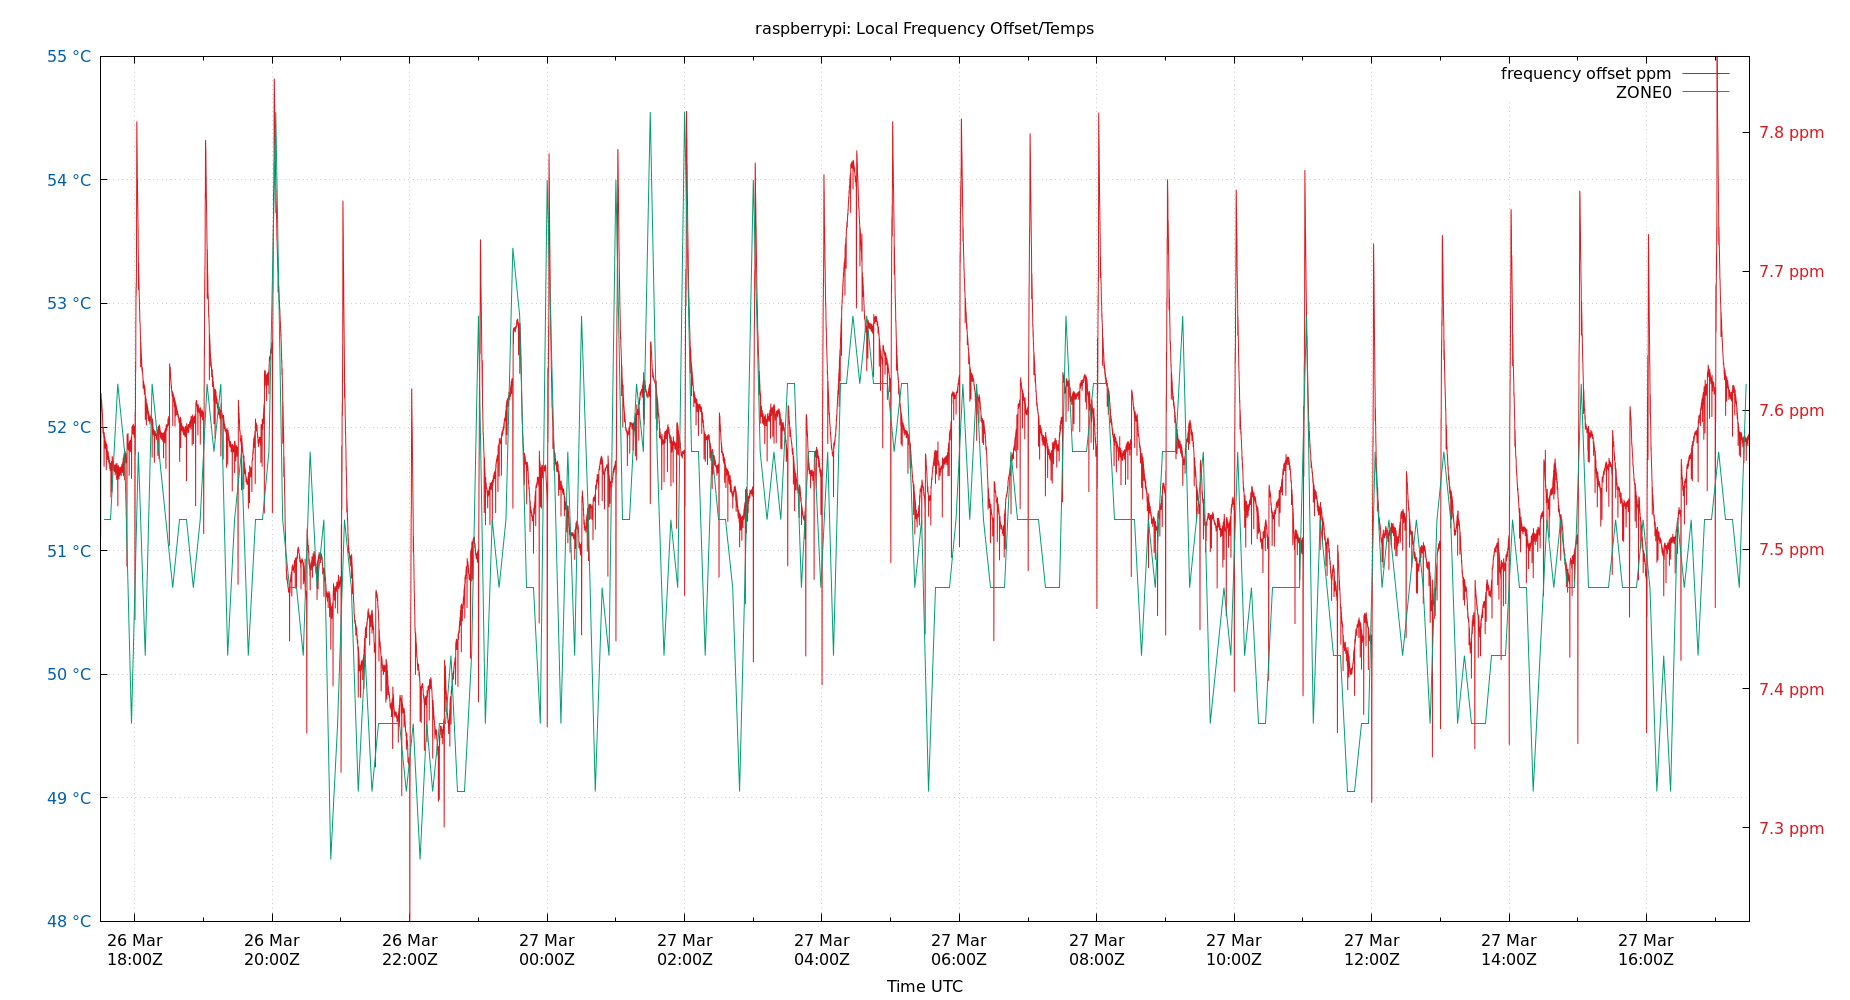 raspberrypi: Local Frequency Offset/Temps
55 °C
54 °C
53 °C
52 °C
51 °C
50 °C
49 °C
48 °C
frequency offset ppm
ZONE0
7.8 ppm
7.7 ppm
7.6 ppm
7.5 ppm
7.4 ppm
7.3 ppm
26 Mar
18:00Z
26 Mar
20:00Z
26 Mar
22:00Z
27 Mar
00:00Z
27 Mar
02:00Z
27 Mar
04:00Z
27 Mar
06:00Z
27 Mar
08:00Z
27 Mar
10:00Z
27 Mar
12:00Z
27 Mar
14:00Z
27 Mar
16:00Z
Time UTC